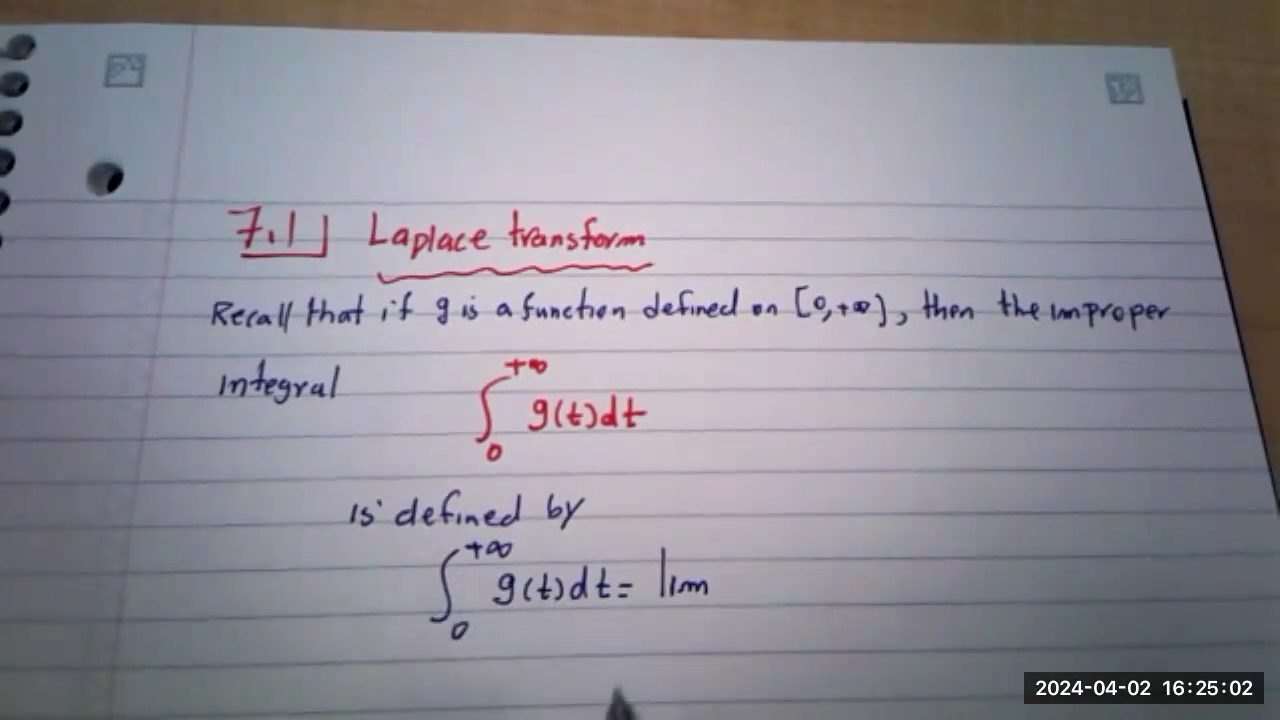 7.1 Laplace transform
Recall that if g is a function defined on [0,+∞), then the improper
integral
∫₀^{+∞} g(t)dt
is defined by
∫₀^{+∞} g(t)dt = lim
2024-04-02 16:25:02